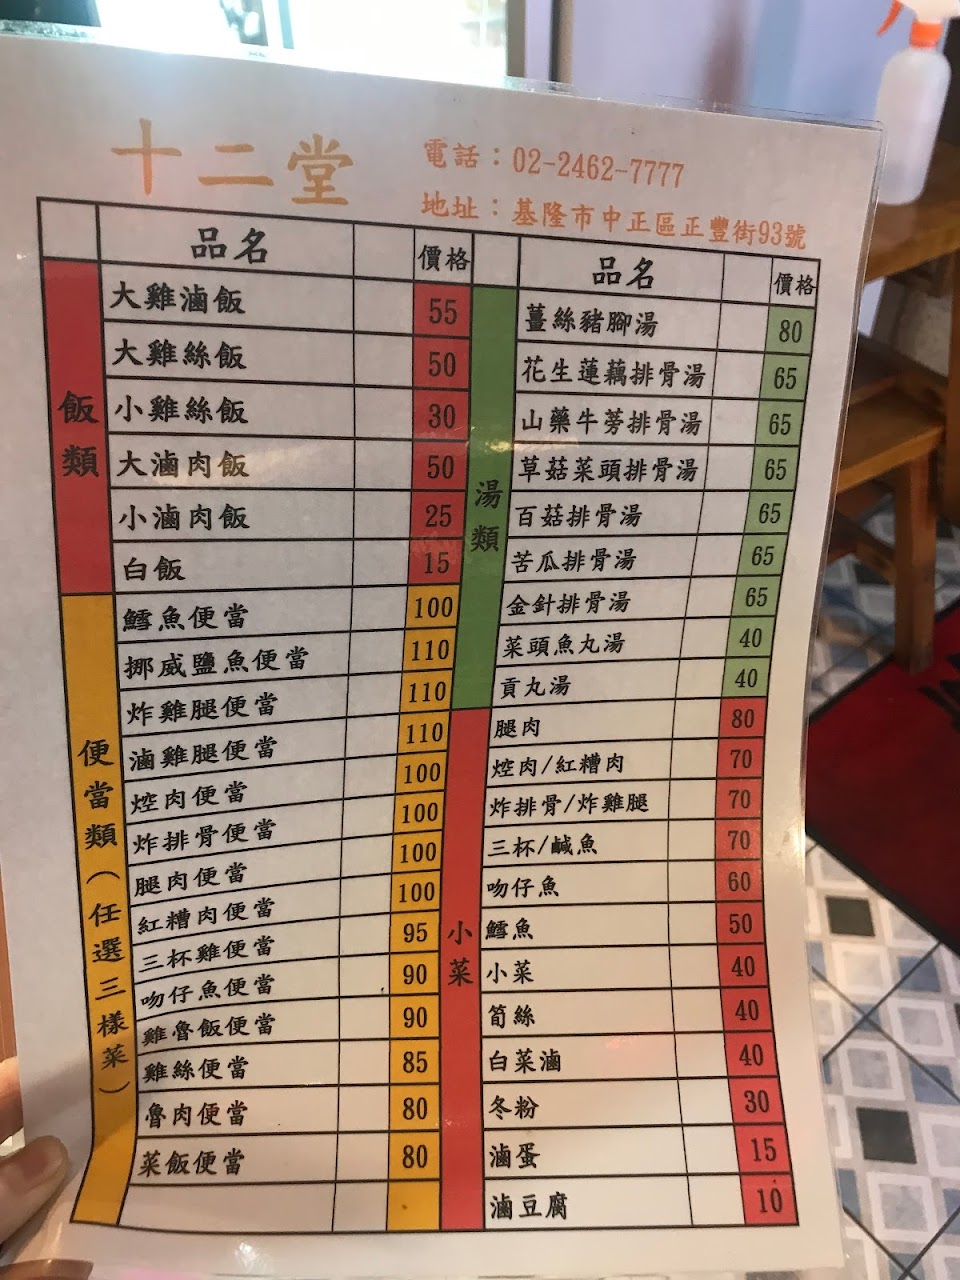 十二堂
電話：02-2462-7777
地址：基隆市中正區正豐街93號
品名 價格
飯類
大雞滷飯 55
大雞絲飯 50
小雞絲飯 30
大滷肉飯 50
小滷肉飯 25
白飯 15
便當類（任選三樣菜）
鱈魚便當 100
挪威鹽魚便當 110
炸雞腿便當 110
滷雞腿便當 110
焢肉便當 100
炸排骨便當 100
腿肉便當 100
紅糟肉便當 100
三杯雞便當 95
吻仔魚便當 90
雞魯飯便當 90
雞絲便當 85
魯肉便當 80
菜飯便當 80
品名 價格
湯類
薑絲豬腳湯 80
花生蓮藕排骨湯 65
山藥牛蒡排骨湯 65
草菇菜頭排骨湯 65
百菇排骨湯 65
苦瓜排骨湯 65
金針排骨湯 65
菜頭魚丸湯 40
貢丸湯 40
小菜
腿肉 80
焢肉/紅糟肉 70
炸排骨/炸雞腿 70
三杯/鹹魚 70
吻仔魚 60
鱈魚 50
小菜 40
筍絲 40
白菜滷 40
冬粉 30
滷蛋 15
滷豆腐 10